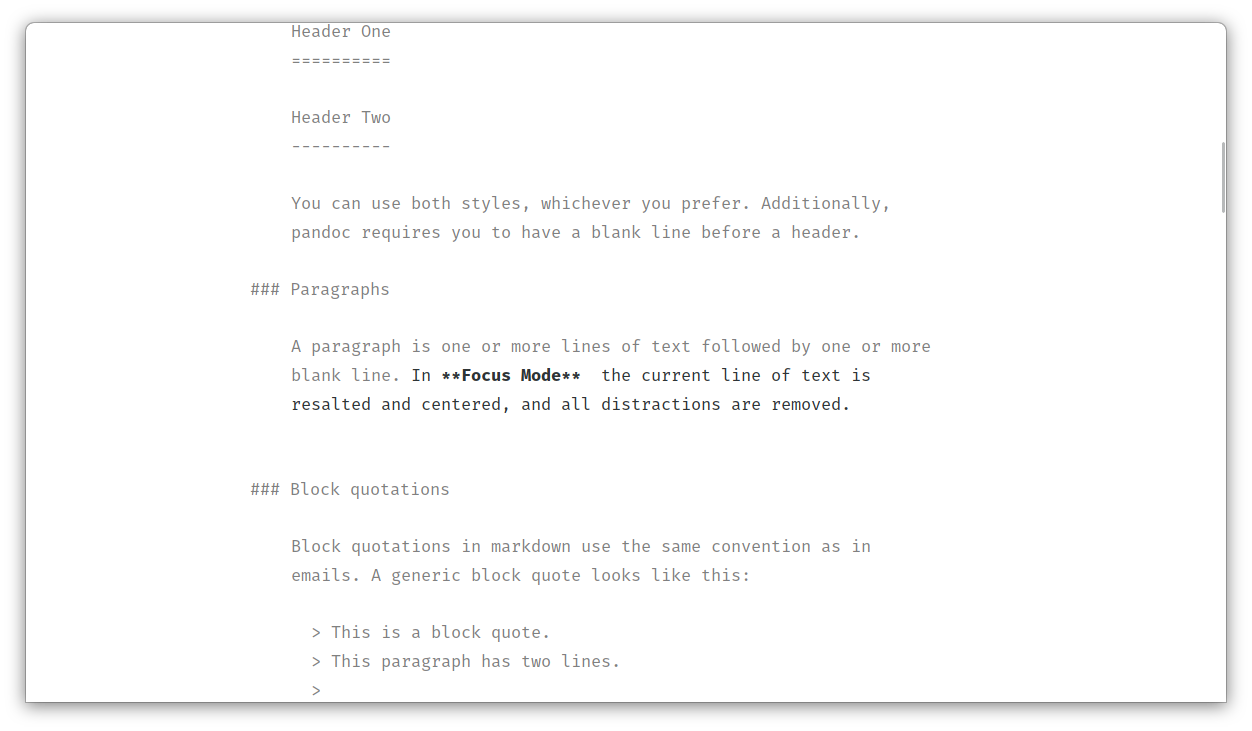 Header One
==========
Header Two
----------
You can use both styles, whichever you prefer. Additionally,
pandoc requires you to have a blank line before a header.
### Paragraphs
A paragraph is one or more lines of text followed by one or more
blank line. In **Focus Mode**  the current line of text is
resalted and centered, and all distractions are removed.
### Block quotations
Block quotations in markdown use the same convention as in
emails. A generic block quote looks like this:
> This is a block quote.
> This paragraph has two lines.
>